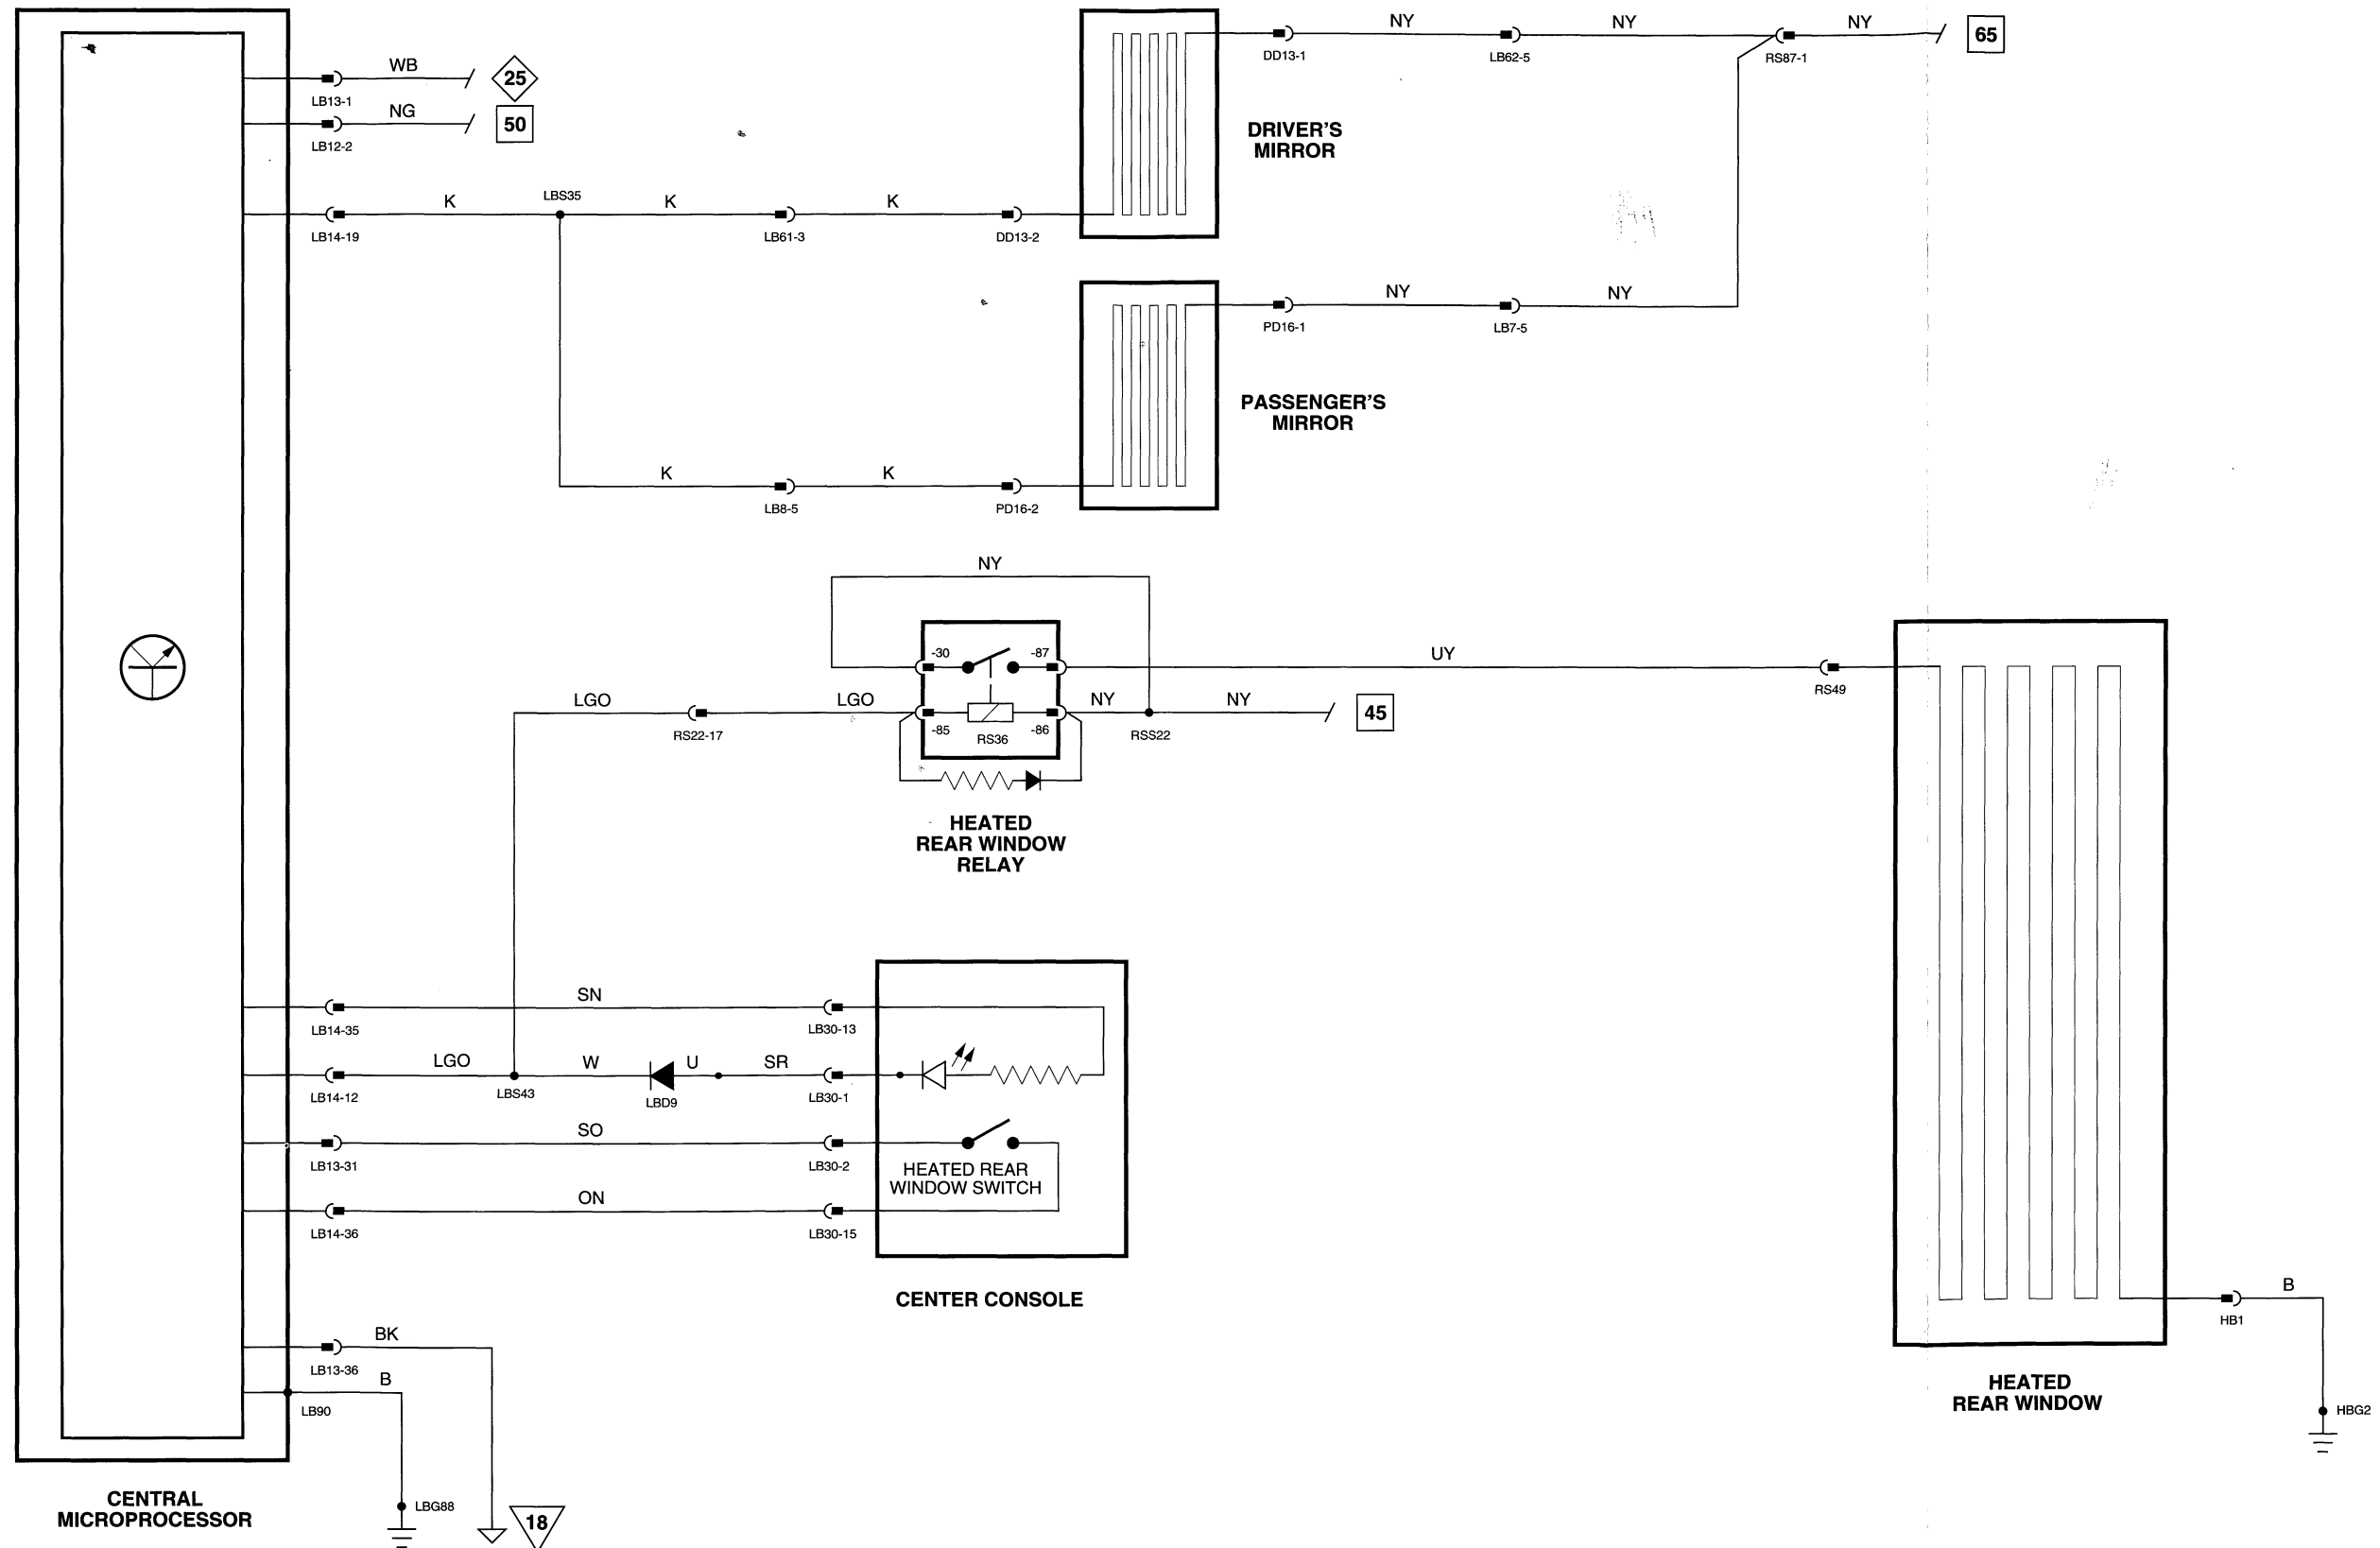 WB
25
LB13-1
NG
50
LB12-2
K
LBS35
K
K
LB14-19
LB61-3
DD13-2
DRIVER'S
MIRROR
DD13-1
NY
LB62-5
NY
RS87-1
NY
65
PASSENGER'S
MIRROR
PD16-1
NY
LB7-5
NY
K
K
LB8-5
PD16-2
NY
-30
-87
UY
RS49
LGO
LGO
NY
NY
45
RS22-17
-85
RS36
-86
RSS22
HEATED
REAR WINDOW
RELAY
SN
LB14-35
LB30-13
LGO
W
U
SR
LB14-12
LBS43
LBD9
LB30-1
SO
LB13-31
LB30-2
HEATED REAR
WINDOW SWITCH
ON
LB14-36
LB30-15
CENTER CONSOLE
BK
LB13-36
B
LB90
B
HB1
HEATED
REAR WINDOW
HBG2
CENTRAL
MICROPROCESSOR
LBG88
18